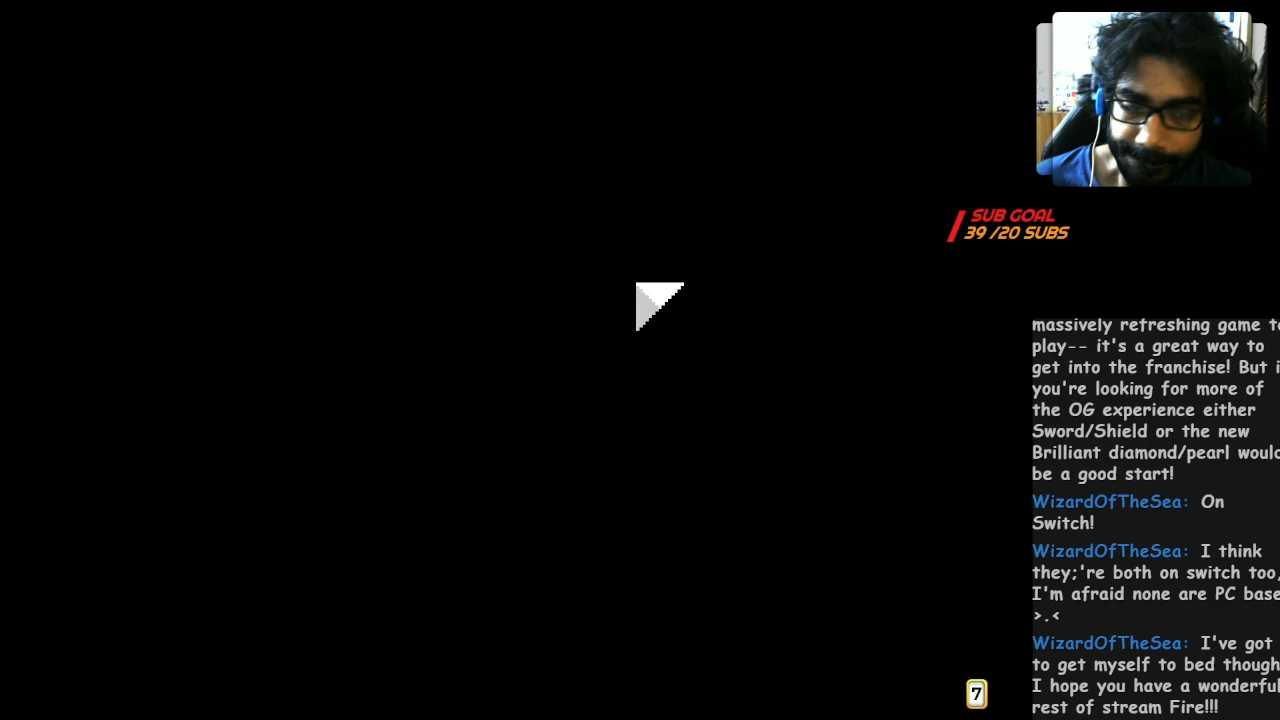 SUB GOAL
39 /20 SUBS
massively refreshing game to
play-- it's a great way to
get into the franchise! But i
you're looking for more of
the OG experience either
Sword/Shield or the new
Brilliant diamond/pearl would
be a good start!
WizardOfTheSea: On
Switch!
WizardOfTheSea: I think
they;'re both on switch too,
I'm afraid none are PC base
>.<
WizardOfTheSea: I've got
to get myself to bed though
I hope you have a wonderful
rest of stream Fire!!!
7